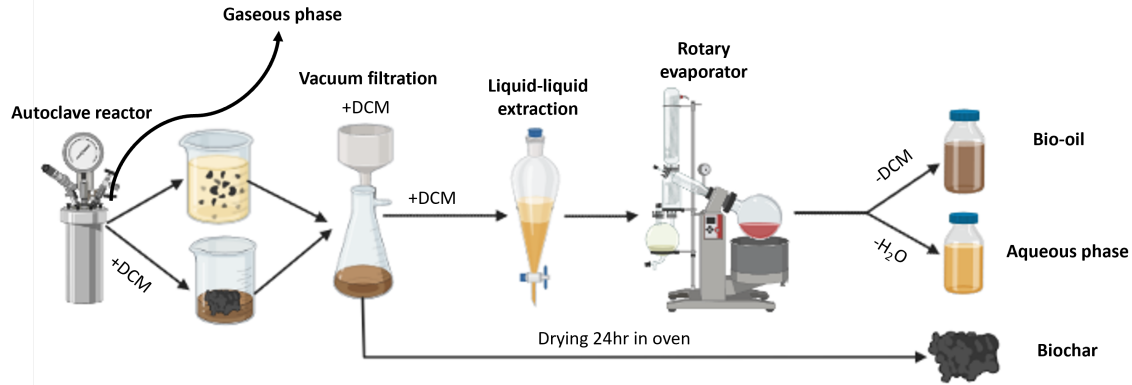 Gaseous phase
Autoclave reactor
+DCM
Vacuum filtration
+DCM
+DCM
Liquid-liquid
extraction
Rotary
evaporator
-DCM
-H₂O
Bio-oil
Aqueous phase
Drying 24hr in oven
Biochar